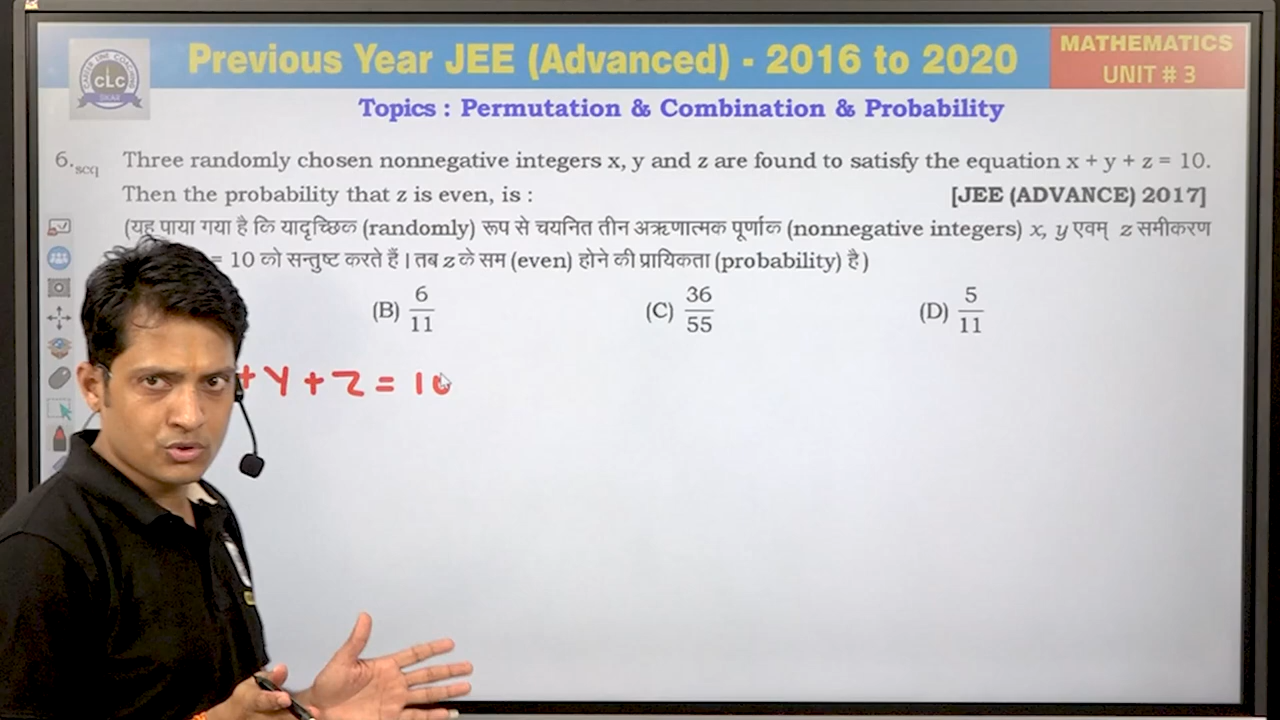 Previous Year JEE (Advanced) - 2016 to 2020
MATHEMATICS
UNIT # 3
CLC
Topics : Permutation & Combination & Probability
6. scq Three randomly chosen nonnegative integers x, y and z are found to satisfy the equation x + y + z = 10.
Then the probability that z is even, is : [JEE (ADVANCE) 2017]
(यह पाया गया है कि यादृच्छिक (randomly) रूप से चयनित तीन अऋणात्मक पूर्णाक (nonnegative integers) x, y एवम् z समीकरण
= 10 को सन्तुष्ट करते हैं। तब z के सम (even) होने की प्रायिकता (probability) है)
(B) 6/11 (C) 36/55 (D) 5/11
+ Y + Z = 10